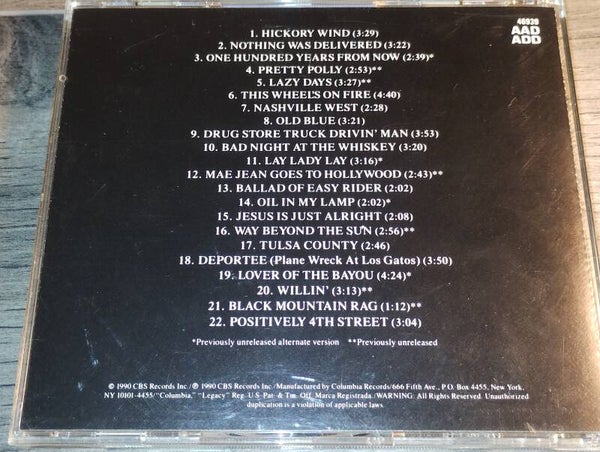 46939
AAD
ADD
1. HICKORY WIND (3:29)
2. NOTHING WAS DELIVERED (3:22)
3. ONE HUNDRED YEARS FROM NOW (2:39)*
4. PRETTY POLLY (2:53)**
5. LAZY DAYS (3:27)**
6. THIS WHEEL'S ON FIRE (4:40)
7. NASHVILLE WEST (2:28)
8. OLD BLUE (3:21)
9. DRUG STORE TRUCK DRIVIN' MAN (3:53)
10. BAD NIGHT AT THE WHISKEY (3:20)
11. LAY LADY LAY (3:16)*
12. MAE JEAN GOES TO HOLLYWOOD (2:43)**
13. BALLAD OF EASY RIDER (2:02)
14. OIL IN MY LAMP (2:02)*
15. JESUS IS JUST ALRIGHT (2:08)
16. WAY BEYOND THE SUN (2:56)**
17. TULSA COUNTY (2:46)
18. DEPORTEE (Plane Wreck At Los Gatos) (3:50)
19. LOVER OF THE BAYOU (4:24)*
20. WILLIN' (3:13)**
21. BLACK MOUNTAIN RAG (1:12)**
22. POSITIVELY 4TH STREET (3:04)
*Previously unreleased alternate version **Previously unreleased
© 1990 CBS Records Inc./℗ 1990 CBS Records Inc./Manufactured by Columbia Records/666 Fifth Ave., P.O. Box 4455, New York,
NY 10101-4455/"Columbia," "Legacy" Reg. U.S. Pat. & Tm. Off. Marca Registrada./WARNING: All Rights Reserved. Unauthorized
duplication is a violation of applicable laws.